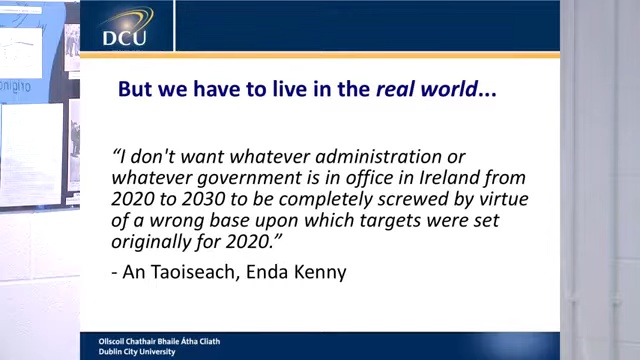 DCU
But we have to live in the real world...
“I don't want whatever administration or
whatever government is in office in Ireland from
2020 to 2030 to be completely screwed by virtue
of a wrong base upon which targets were set
originally for 2020.”
- An Taoiseach, Enda Kenny
Ollscoil Chathair Bhaile Átha Cliath
Dublin City University